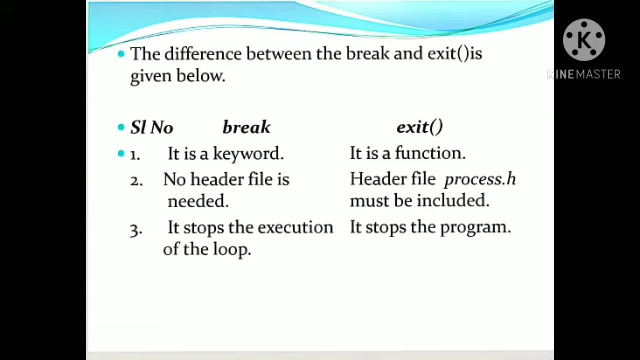 The difference between the break and exit()is
given below.
K
KINEMASTER
Sl No break exit()
1. It is a keyword. It is a function.
2. No header file is Header file process.h
needed. must be included.
3. It stops the execution It stops the program.
of the loop.